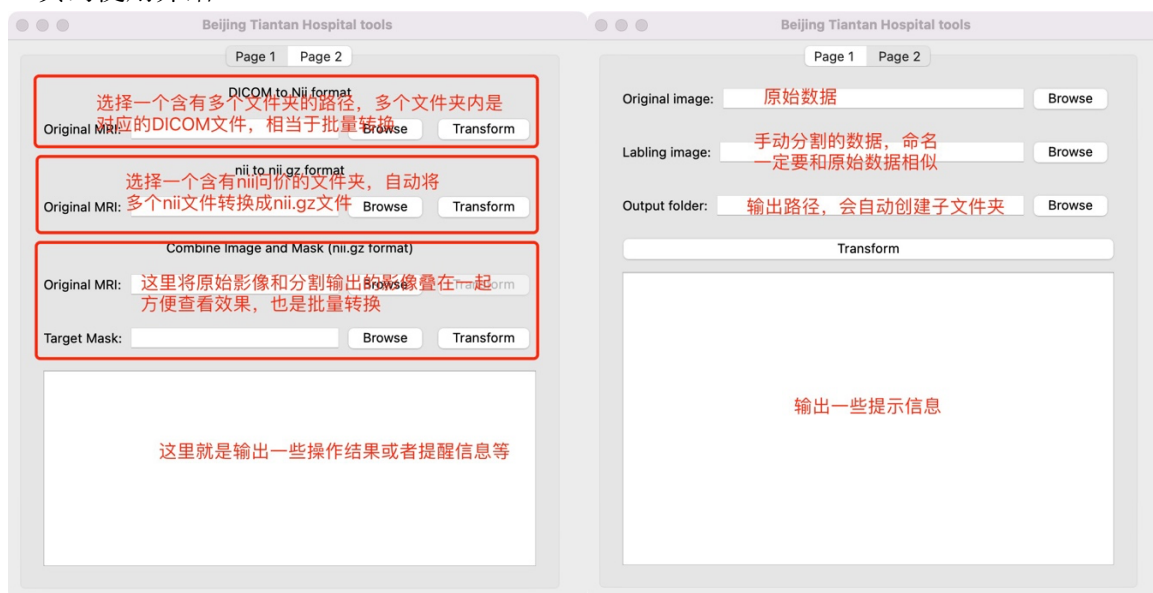 Beijing Tiantan Hospital tools
Page 1 Page 2
DICOM to Nii format
选择一个含有多个文件夹的路径，多个文件夹内是
对应的DICOM文件，相当于批量转换
Original MRI: Browse Transform
nii to nii.gz format
选择一个含有nii问价的文件夹，自动将
多个nii文件转换成nii.gz文件
Original MRI: Browse Transform
Combine Image and Mask (nii.gz format)
这里将原始影像和分割输出的影像叠在一起
方便查看效果，也是批量转换
Original MRI: Browse Transform
Target Mask: Browse Transform
这里就是输出一些操作结果或者提醒信息等
Beijing Tiantan Hospital tools
Page 1 Page 2
Original image: 原始数据 Browse
手动分割的数据，命名
一定要和原始数据相似
Labling image: Browse
Output folder: 输出路径，会自动创建子文件夹 Browse
Transform
输出一些提示信息